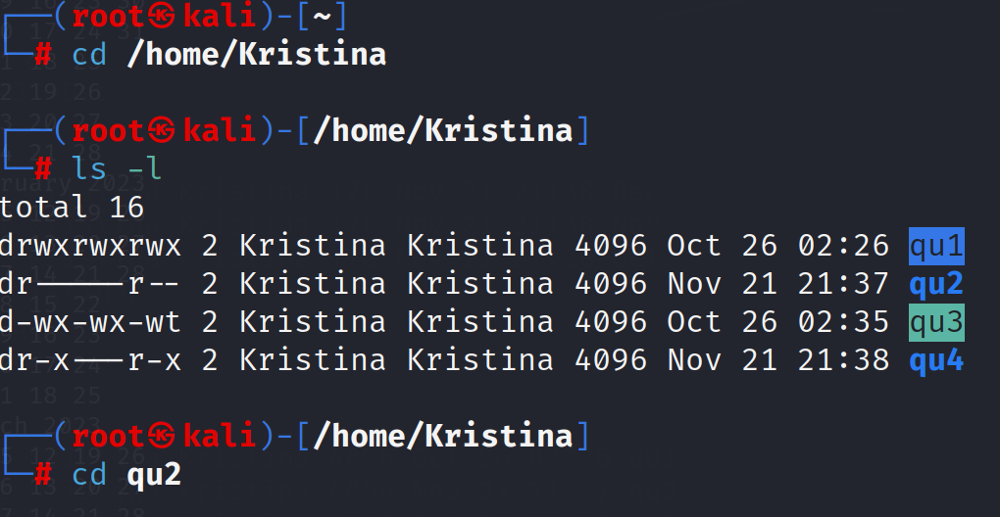 ┌──(root㉿kali)-[~]
└─# cd /home/Kristina
┌──(root㉿kali)-[/home/Kristina]
└─# ls -l
total 16
drwxrwxrwx 2 Kristina Kristina 4096 Oct 26 02:26 qu1
dr-----r-- 2 Kristina Kristina 4096 Nov 21 21:37 qu2
d-wx-wx-wt 2 Kristina Kristina 4096 Oct 26 02:35 qu3
dr-x---r-x 2 Kristina Kristina 4096 Nov 21 21:38 qu4
┌──(root㉿kali)-[/home/Kristina]
└─# cd qu2